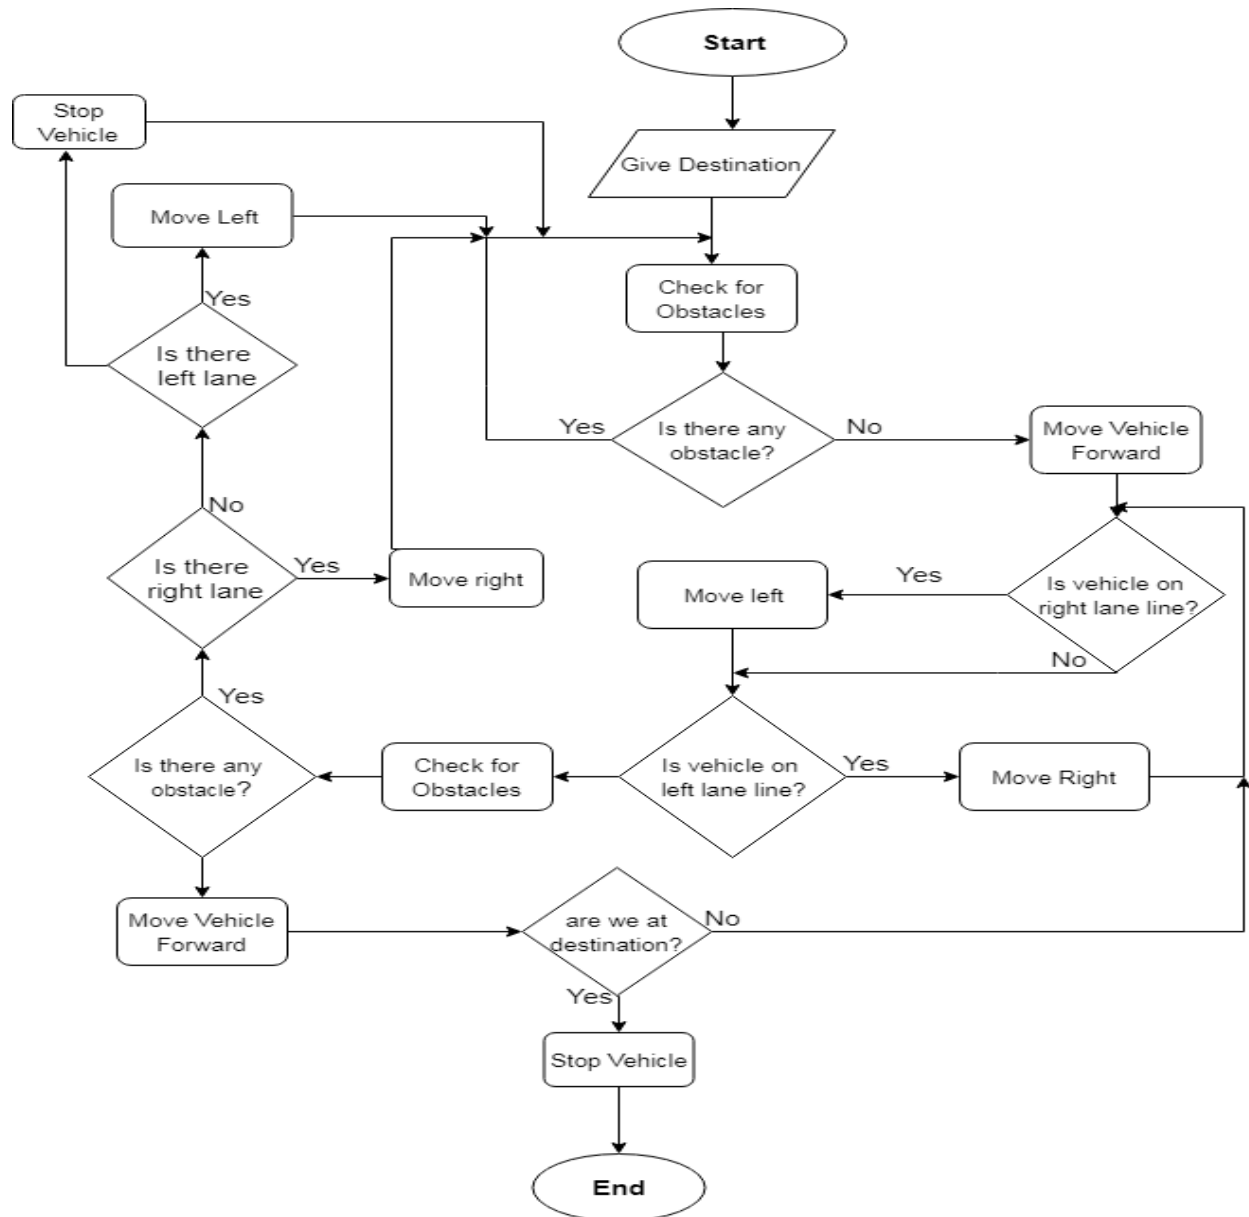 Start
Stop
Vehicle
Give Destination
Move Left
Check for
Obstacles
Yes
Is there
left lane
Yes
Is there any
obstacle?
No
Move Vehicle
Forward
No
Is there
right lane
Yes
Move right
Move left
Yes
Is vehicle on
right lane line?
No
Yes
Is there any
obstacle?
Check for
Obstacles
Is vehicle on
left lane line?
Yes
Move Right
Move Vehicle
Forward
are we at
destination?
No
Yes
Stop Vehicle
End